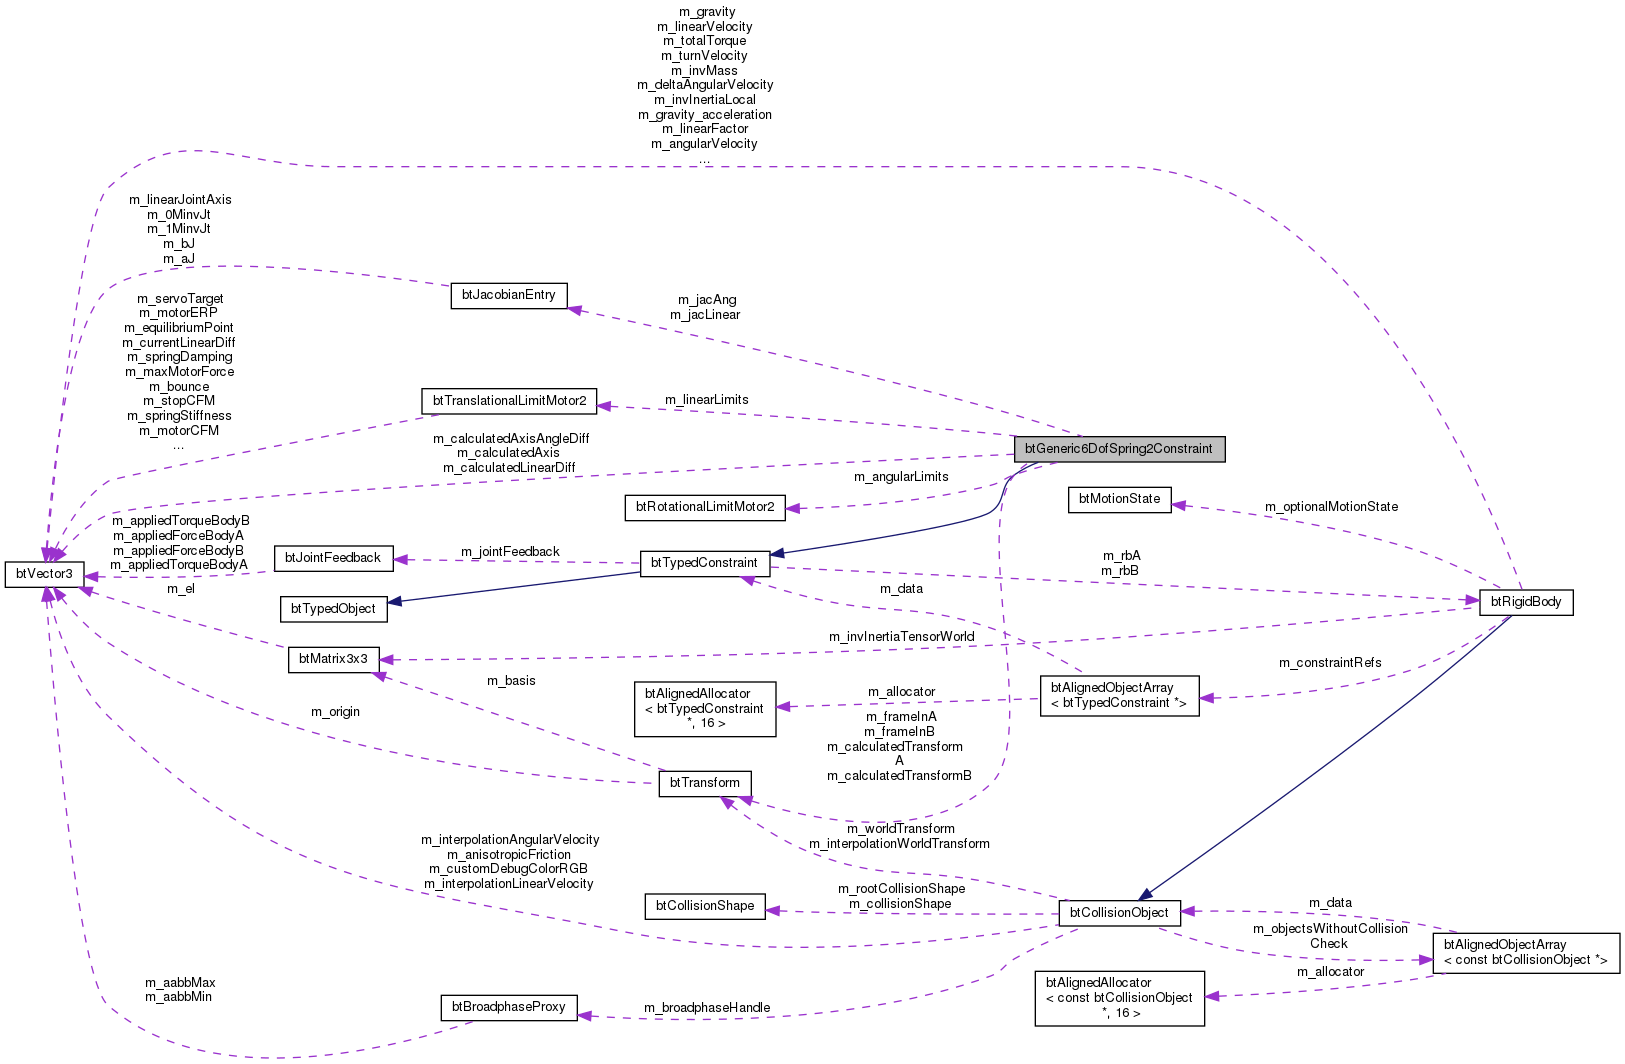 m_gravity
m_linearVelocity
m_totalTorque
m_turnVelocity
m_invMass
m_deltaAngularVelocity
m_invInertiaLocal
m_gravity_acceleration
m_linearFactor
m_angularVelocity
...
m_linearJointAxis
m_0MinvJt
m_1MinvJt
m_bJ
m_aJ
btJacobianEntry
m_jacAng
m_jacLinear
m_servoTarget
m_motorERP
m_equilibriumPoint
m_currentLinearDiff
m_springDamping
m_maxMotorForce
m_bounce
m_stopCFM
m_springStiffness
m_motorCFM
...
btTranslationalLimitMotor2
m_linearLimits
m_calculatedAxisAngleDiff
m_calculatedAxis
m_calculatedLinearDiff
btGeneric6DofSpring2Constraint
m_angularLimits
btRotationalLimitMotor2
btMotionState
m_optionalMotionState
m_appliedTorqueBodyB
m_appliedForceBodyA
m_appliedForceBodyB
m_appliedTorqueBodyA
btJointFeedback
m_jointFeedback
btTypedConstraint
m_rbA
m_rbB
btVector3
m_el
btTypedObject
m_data
btRigidBody
m_invInertiaTensorWorld
btMatrix3x3
m_basis
m_constraintRefs
btAlignedAllocator
< btTypedConstraint
*, 16 >
m_allocator
btAlignedObjectArray
< btTypedConstraint *>
m_origin
m_frameInA
m_frameInB
m_calculatedTransform
A
m_calculatedTransformB
btTransform
m_worldTransform
m_interpolationWorldTransform
m_interpolationAngularVelocity
m_anisotropicFriction
m_customDebugColorRGB
m_interpolationLinearVelocity
btCollisionShape
m_rootCollisionShape
m_collisionShape
btCollisionObject
m_data
m_objectsWithoutCollision
Check
btAlignedObjectArray
< const btCollisionObject *>
m_allocator
btAlignedAllocator
< const btCollisionObject
*, 16 >
m_aabbMax
m_aabbMin
btBroadphaseProxy
m_broadphaseHandle